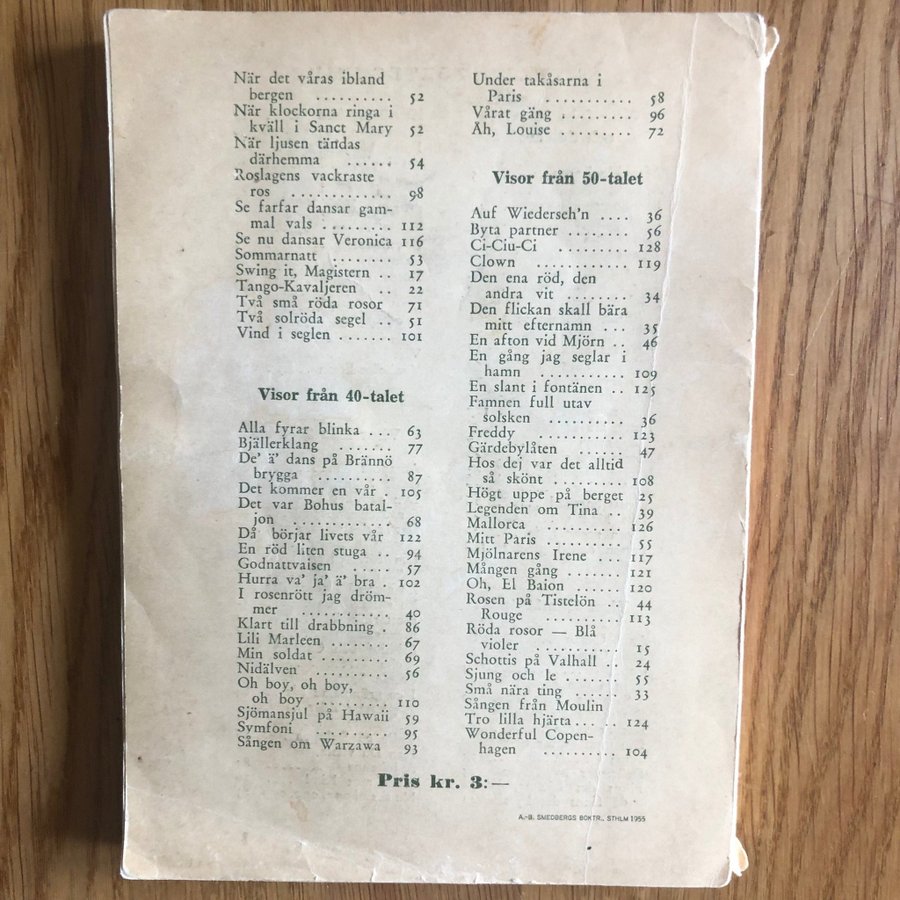 När det våras ibland
bergen .......... 52
När klockorna ringa i
kväll i Sanct Mary 52
När ljusen tändas
därhemma ...... 54
Roslagens vackraste
ros ............. 98
Se farfar dansar gam-
mal vals ......... 112
Se nu dansar Veronica 116
Sommarnatt ........ 53
Swing it, Magistern .. 17
Tango-Kavaljeren .. 22
Två små röda rosor 71
Två solröda segel .. 51
Vind i seglen ....... 101
Visor från 40-talet
Alla fyrar blinka ... 63
Bjällerklang ....... 77
De' ä' dans på Brännö
brygga .......... 87
Det kommer en vår . 105
Det var Bohus batal-
jon ............. 68
Då börjar livets vår 122
En röd liten stuga .. 94
Godnattvaisen ..... 57
Hurra va' ja' ä' bra . 102
I rosenrött jag dröm-
mer ........... 40
Klart till drabbning . 86
Lili Marleen ........ 67
Min soldat ......... 69
Nidälven .......... 56
Oh boy, oh boy,
oh boy .......... 110
Sjömansjul på Hawaii 59
Symfoni .......... 95
Sången om Warzawa 93
Under takåsarna i
Paris ........... 58
Vårat gäng ......... 96
Äh, Louise ......... 72
Visor från 50-talet
Auf Wiederseh'n .... 36
Byta partner ........ 56
Ci-Ciu-Ci ......... 128
Clown ............ 119
Den ena röd, den
andra vit ........ 34
Den flickan skall bära
mitt efternamn ... 35
En afton vid Mjörn .. 46
En gång jag seglar i
hamn ........... 109
En slant i fontänen .. 125
Famnen full utav
solsken ......... 36
Freddy ........... 123
Gärdebylåten ...... 47
Hos dej var det alltid
så skönt ........ 108
Högt uppe på berget 25
Legenden om Tina .. 39
Mallorca .......... 126
Mitt Paris ......... 55
Mjölnarens Irene ... 117
Mången gång ....... 121
Oh, El Baion ....... 120
Rosen på Tistelön .. 44
Rouge .......... 113
Röda rosor — Blå
violer ........... 15
Schottis på Valhall .. 24
Sjung och le ........ 55
Små nära ting ...... 33
Sången från Moulin
Tro lilla hjärta.... 124
Wonderful Copen-
hagen .......... 104
Pris kr. 3:—
A.-B. SMEDBERGS BOKTR., STHLM 1955